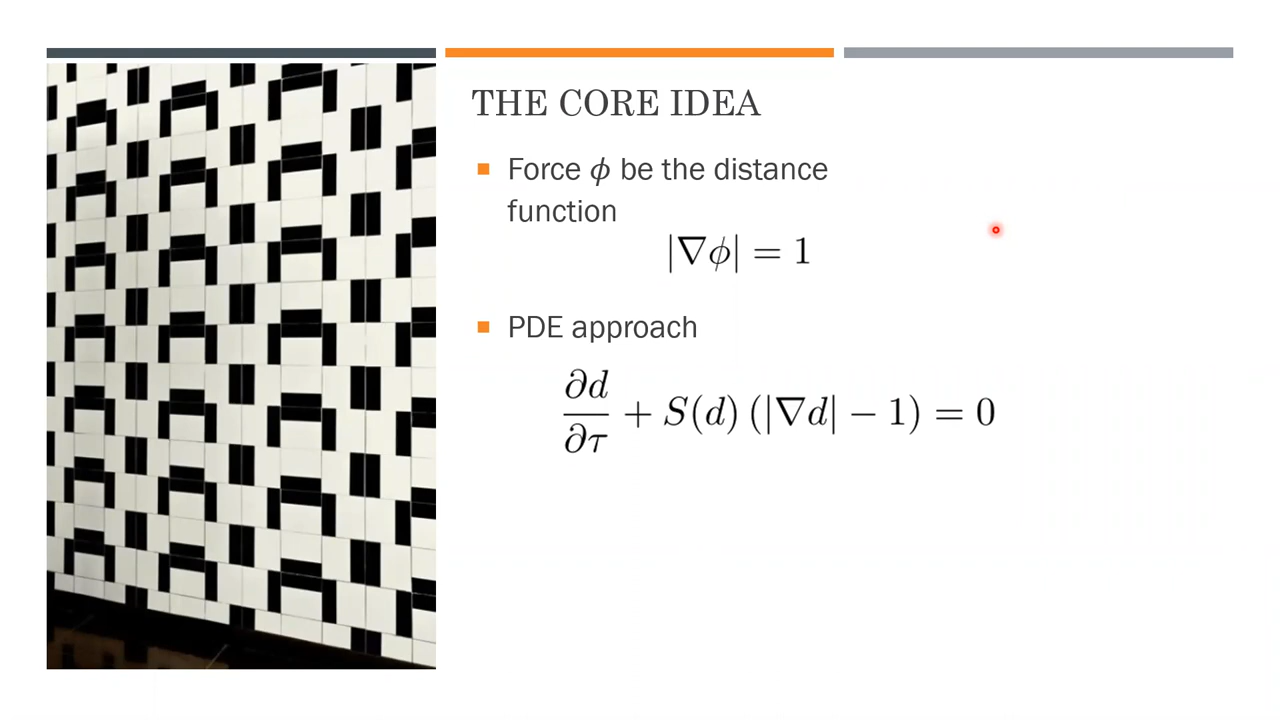 THE CORE IDEA
Force ϕ be the distance
function
|∇ϕ| = 1
PDE approach
∂d/∂τ + S(d) (|∇d| − 1) = 0